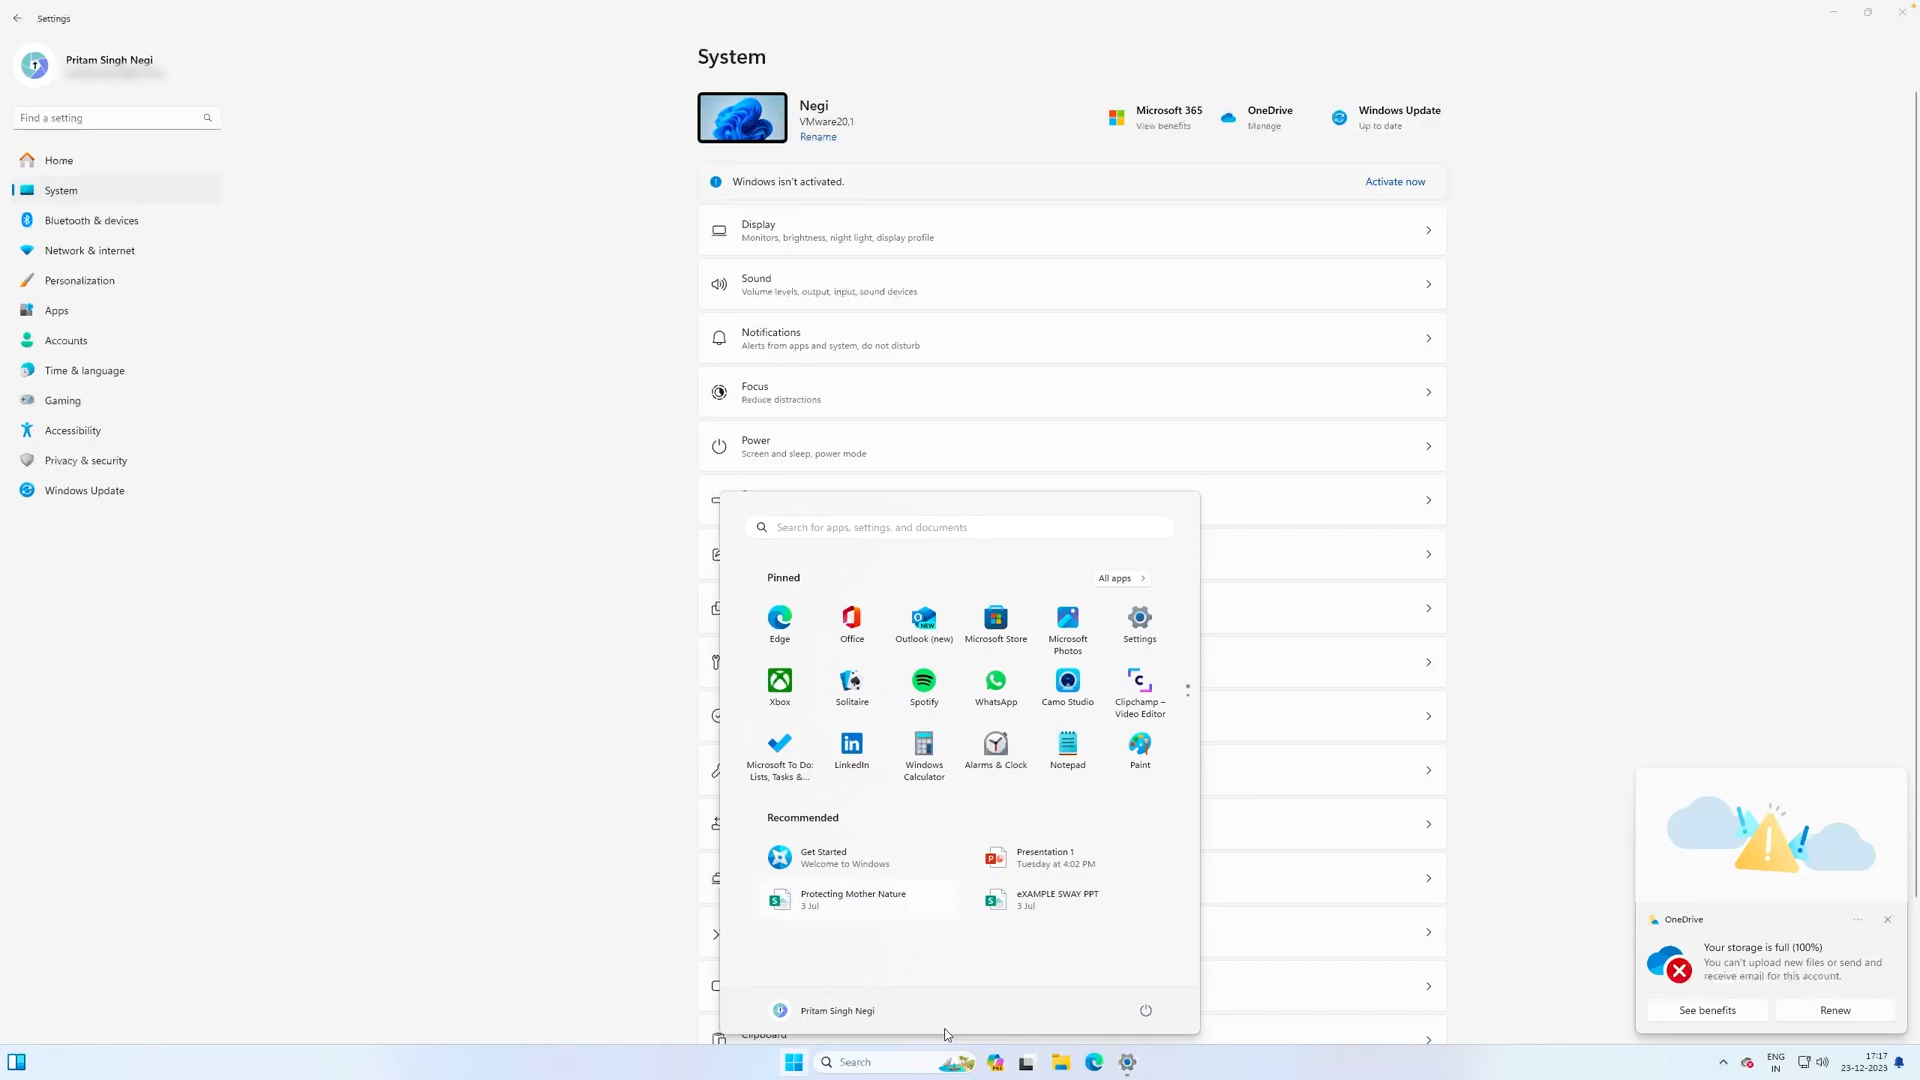 Settings
Pritam Singh Negi
Find a setting
Home
System
Bluetooth & devices
Network & internet
Personalization
Apps
Accounts
Time & language
Gaming
Accessibility
Privacy & security
Windows Update
System
Negi
VMware20,1
Rename
Microsoft 365
View benefits
OneDrive
Manage
Windows Update
Up to date
Windows isn't activated.
Activate now
Display
Monitors, brightness, night light, display profile
Sound
Volume levels, output, input, sound devices
Notifications
Alerts from apps and system, do not disturb
Focus
Reduce distractions
Power
Screen and sleep, power mode
Search for apps, settings, and documents
Pinned
All apps
Edge
Office
Outlook (new)
Microsoft Store
Microsoft
Photos
Settings
Xbox
Solitaire
Spotify
WhatsApp
Camo Studio
Clipchamp –
Video Editor
Microsoft To Do:
Lists, Tasks &...
LinkedIn
Windows
Calculator
Alarms & Clock
Notepad
Paint
Recommended
Get Started
Welcome to Windows
Presentation 1
Tuesday at 4:02 PM
Protecting Mother Nature
3 Jul
eXAMPLE SWAY PPT
3 Jul
Pritam Singh Negi
Clipboard
OneDrive
Your storage is full (100%)
You can't upload new files or send and
receive email for this account.
See benefits
Renew
Search
ENG
IN
17:17
23-12-2023